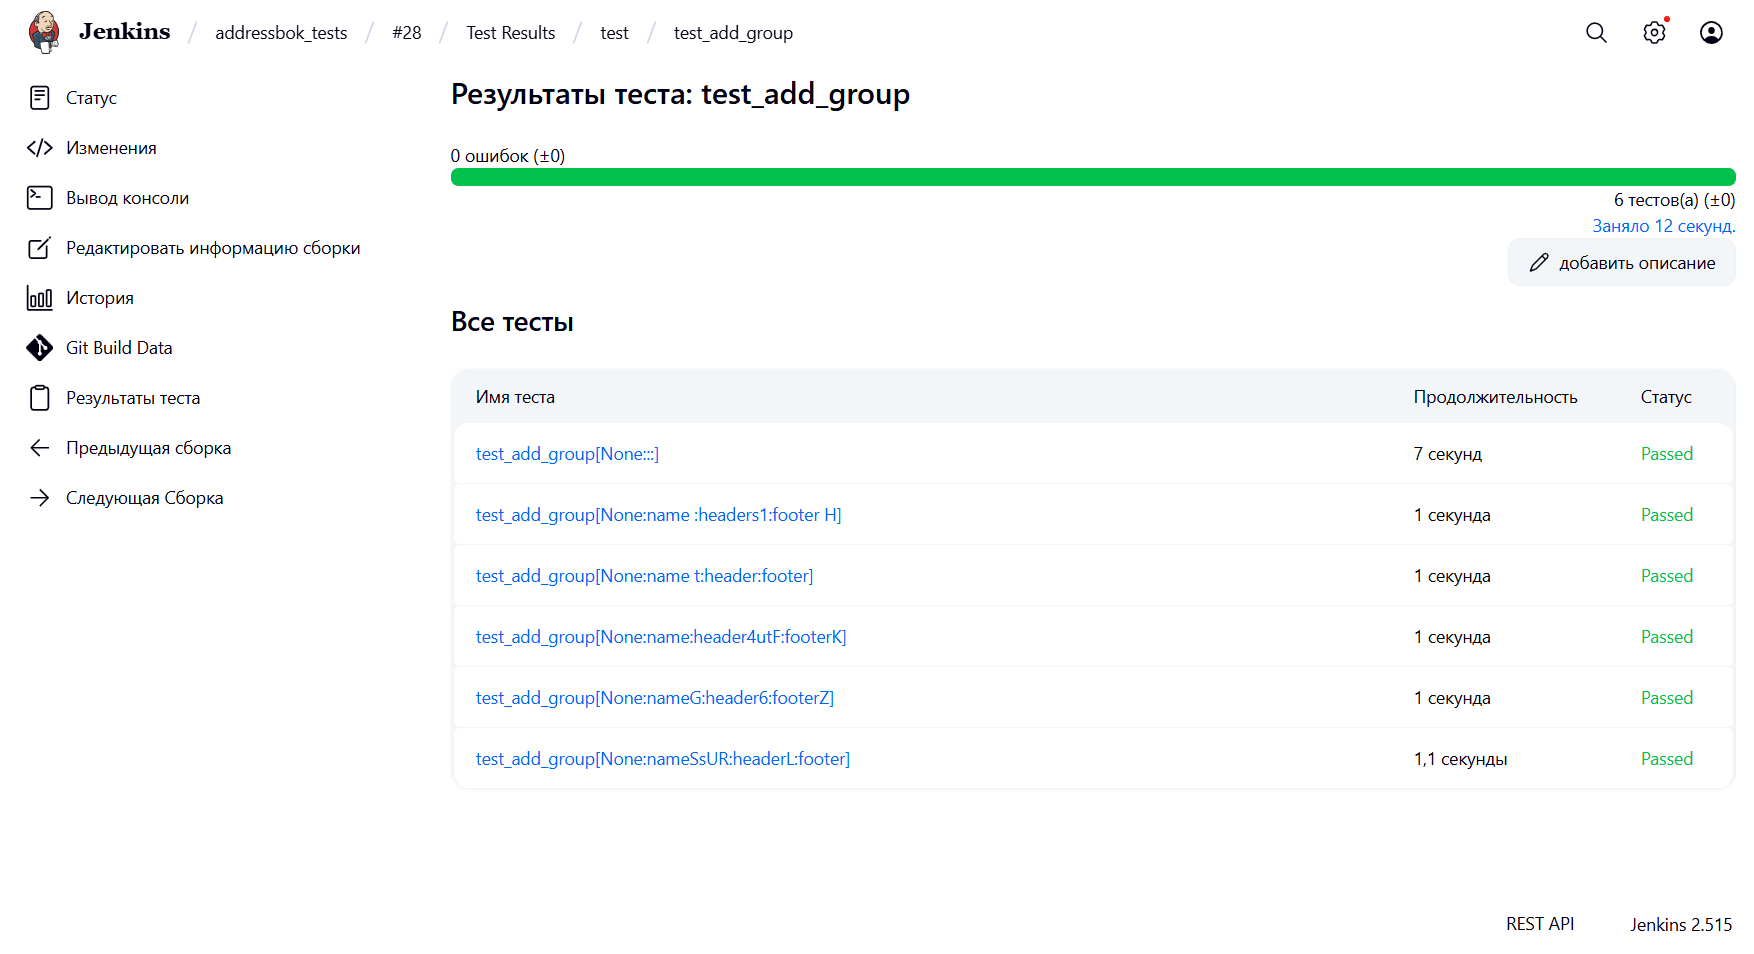 Jenkins / addressbok_tests / #28 / Test Results / test / test_add_group
Статус
Изменения
Вывод консоли
Редактировать информацию сборки
История
Git Build Data
Результаты теста
Предыдущая сборка
Следующая Сборка
Результаты теста: test_add_group
0 ошибок (±0)
6 тестов(а) (±0)
Заняло 12 секунд.
добавить описание
Все тесты
Имя теста Продолжительность Статус
test_add_group[None:::] 7 секунд Passed
test_add_group[None:name :headers1:footer H] 1 секунда Passed
test_add_group[None:name t:header:footer] 1 секунда Passed
test_add_group[None:name:header4utF:footerK] 1 секунда Passed
test_add_group[None:nameG:header6:footerZ] 1 секунда Passed
test_add_group[None:nameSsUR:headerL:footer] 1,1 секунды Passed
REST API Jenkins 2.515